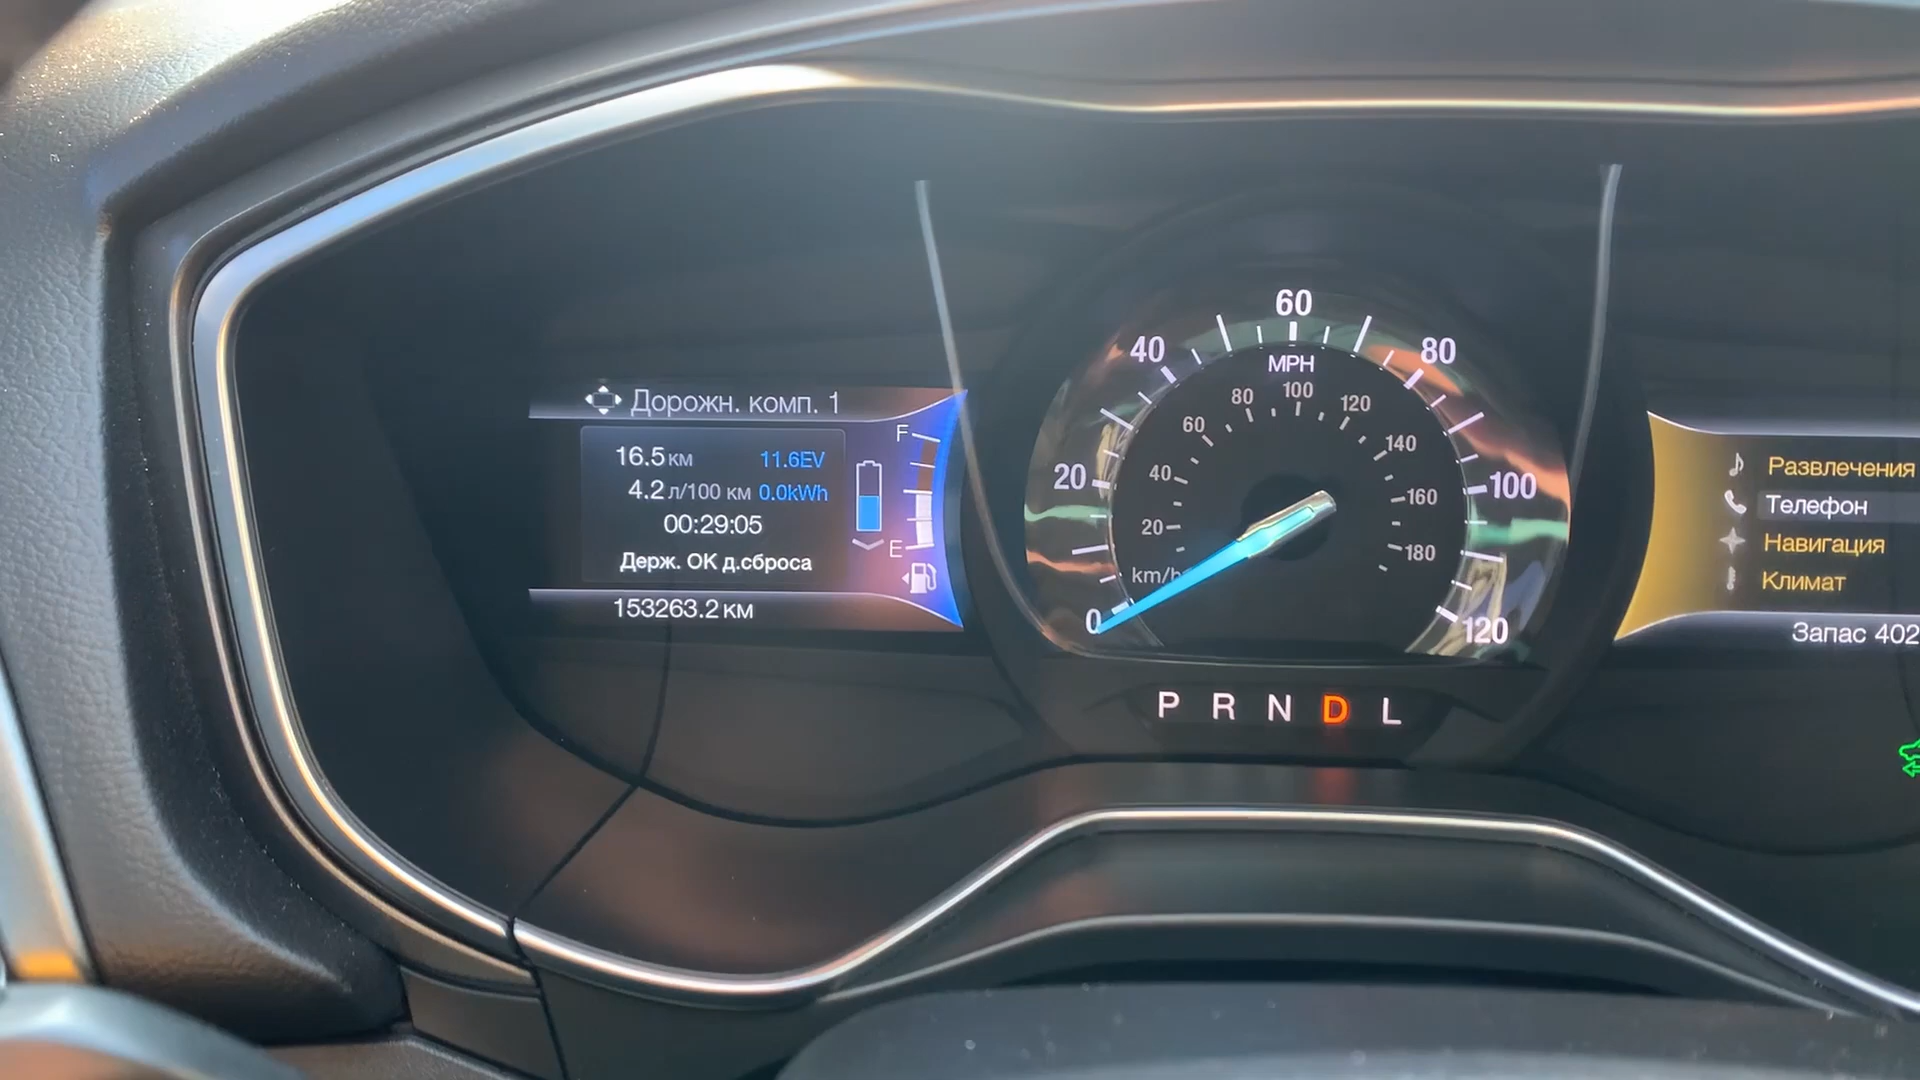 Дорожн. комп. 1
16.5 км 11.6EV
4.2 л/100 км 0.0kWh
00:29:05
Держ. OK д.сброса
153263.2 км
F
E
0
20
40
60
80
100
120
MPH
20
40
60
80
100
120
140
160
180
km/h
P R N D L
Развлечения
Телефон
Навигация
Климат
Запас 402